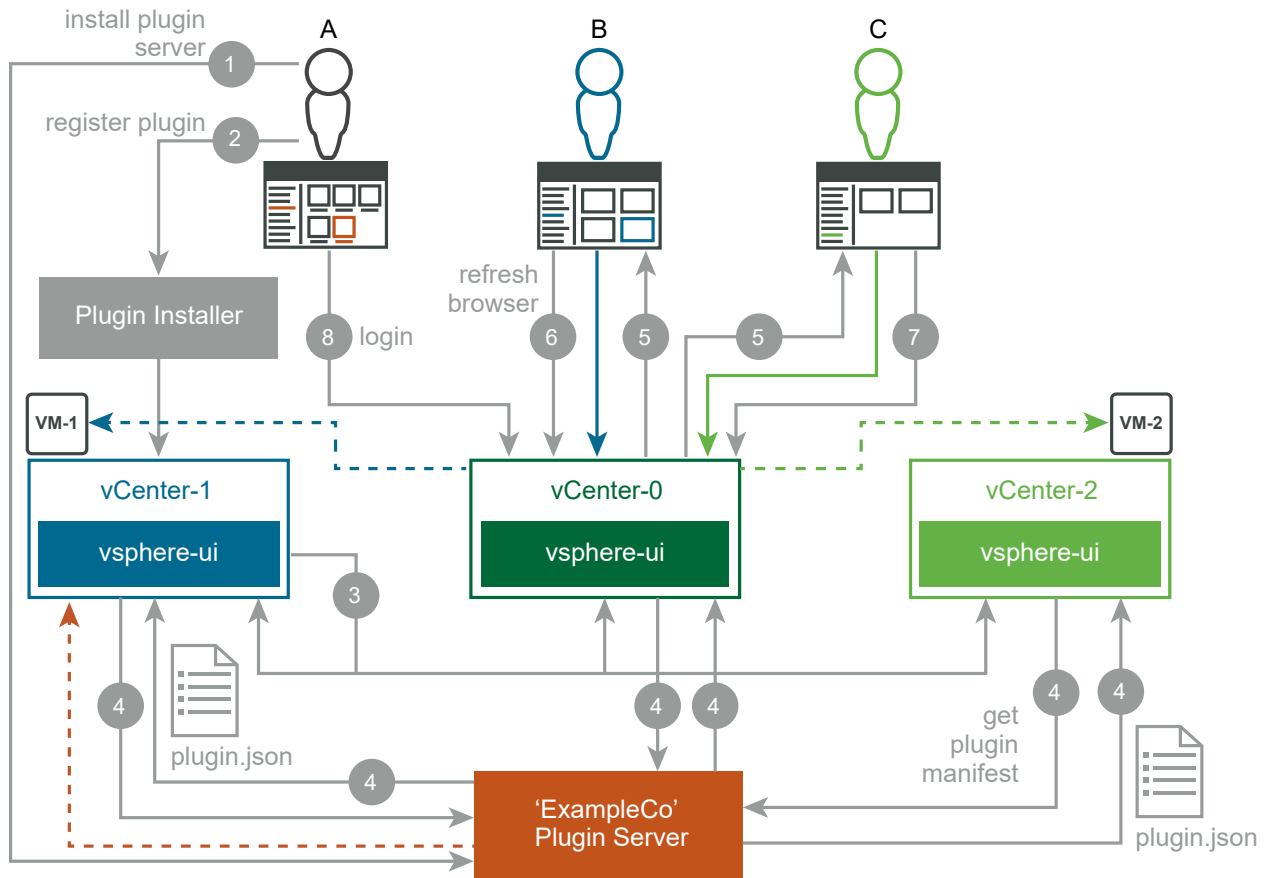 install plugin
server
A
B
C
1
register plugin
2
Plugin Installer
refresh
browser
8
login
6
5
5
7
VM-1
VM-2
vCenter-1
vCenter-0
vCenter-2
vsphere-ui
vsphere-ui
vsphere-ui
3
4
4
4
4
4
get
plugin
manifest
plugin.json
4
‘ExampleCo’
Plugin Server
plugin.json